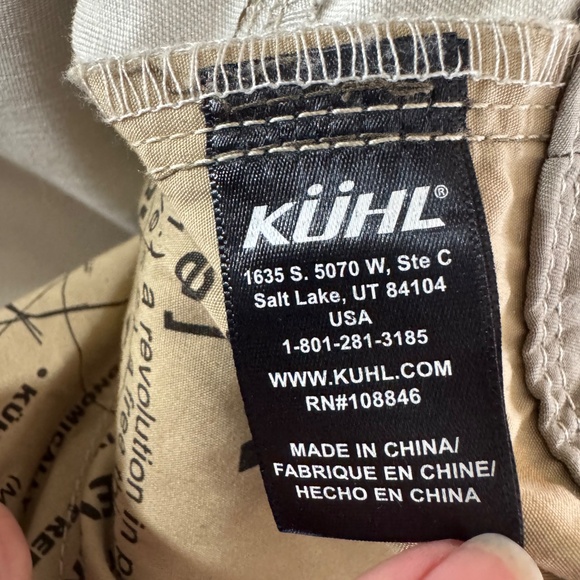 KÜHL®
1635 S. 5070 W, Ste C
Salt Lake, UT 84104
USA
1-801-281-3185
WWW.KUHL.COM
RN#108846
MADE IN CHINA/
FABRIQUE EN CHINE/
HECHO EN CHINA
a revolution in
a free